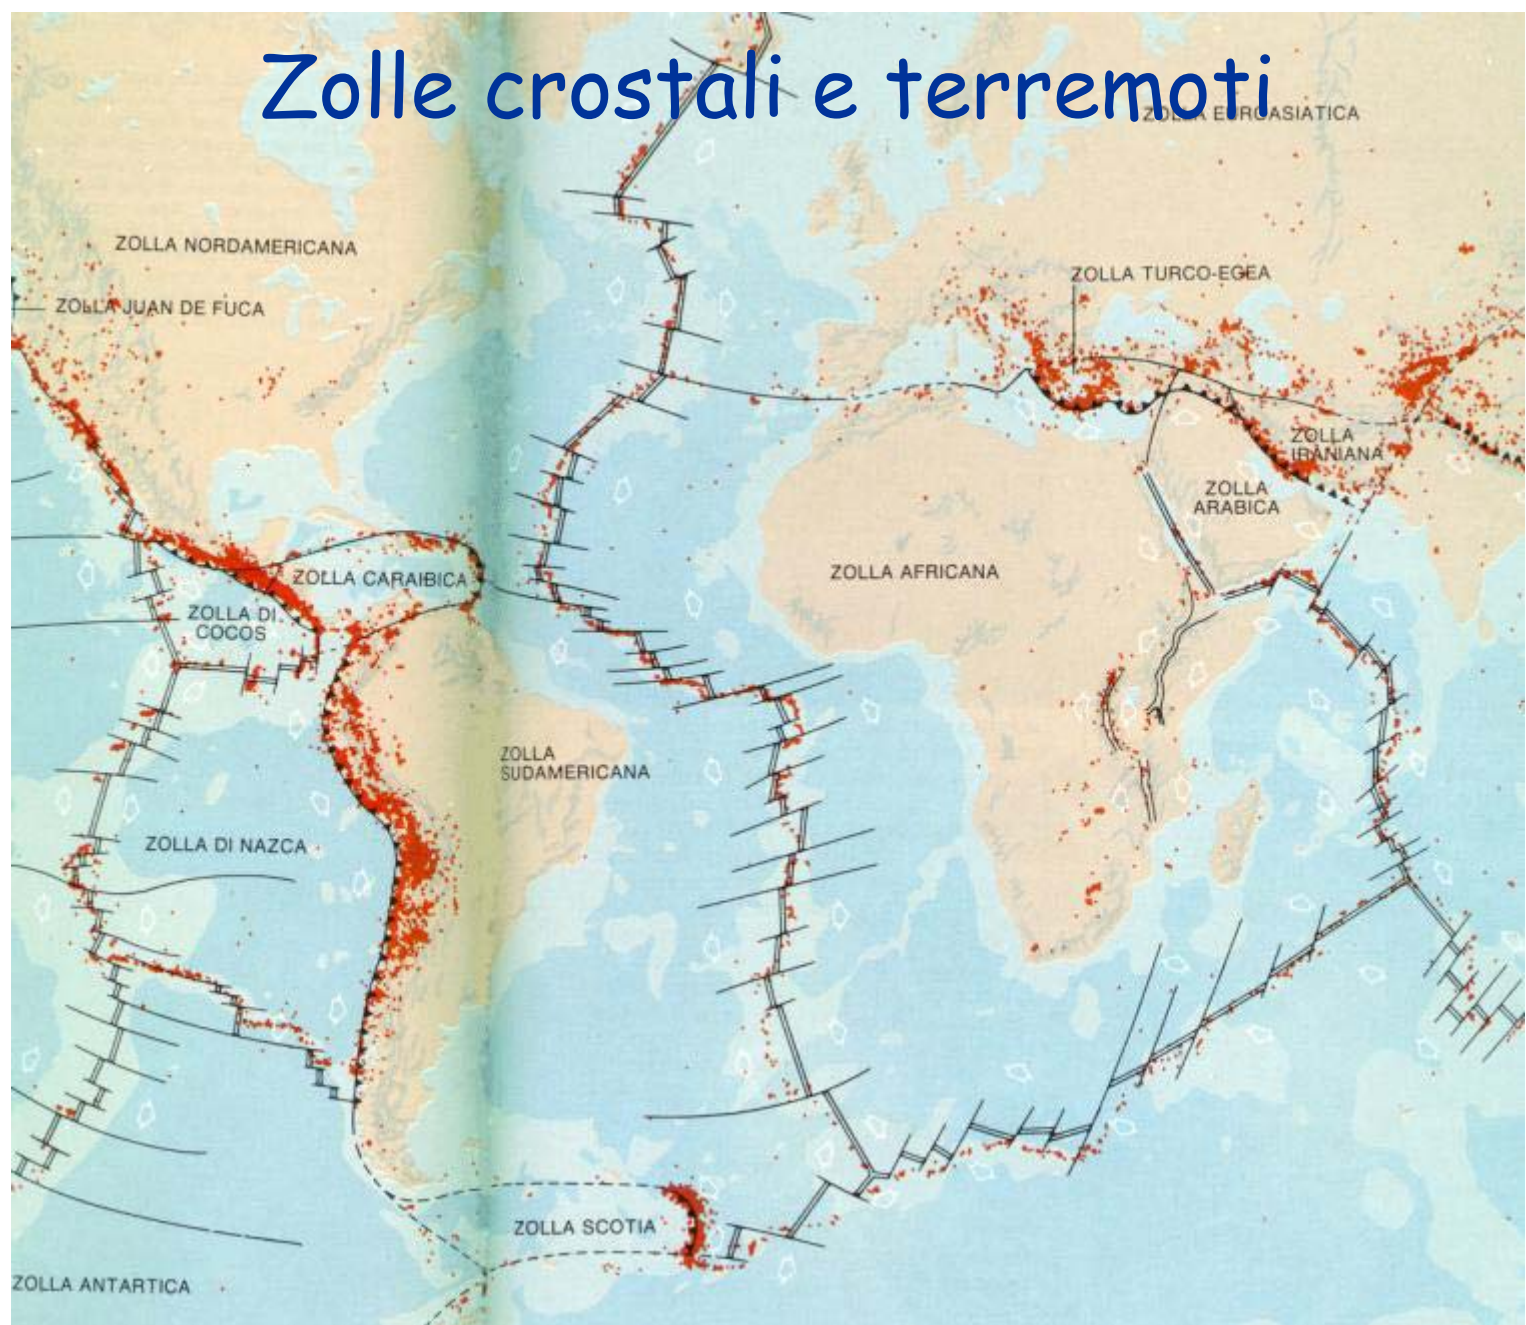 Zolle crostali e terremoti
ZOLLA EUROASIATICA
ZOLLA NORDAMERICANA
ZOLLA TURCO-EGEA
ZOLLA JUAN DE FUCA
ZOLLA
IRANIANA
ZOLLA
ARABICA
ZOLLA AFRICANA
ZOLLA CARAIBICA
ZOLLA DI
COCOS
ZOLLA
SUDAMERICANA
ZOLLA DI NAZCA
ZOLLA SCOTIA
ZOLLA ANTARTICA